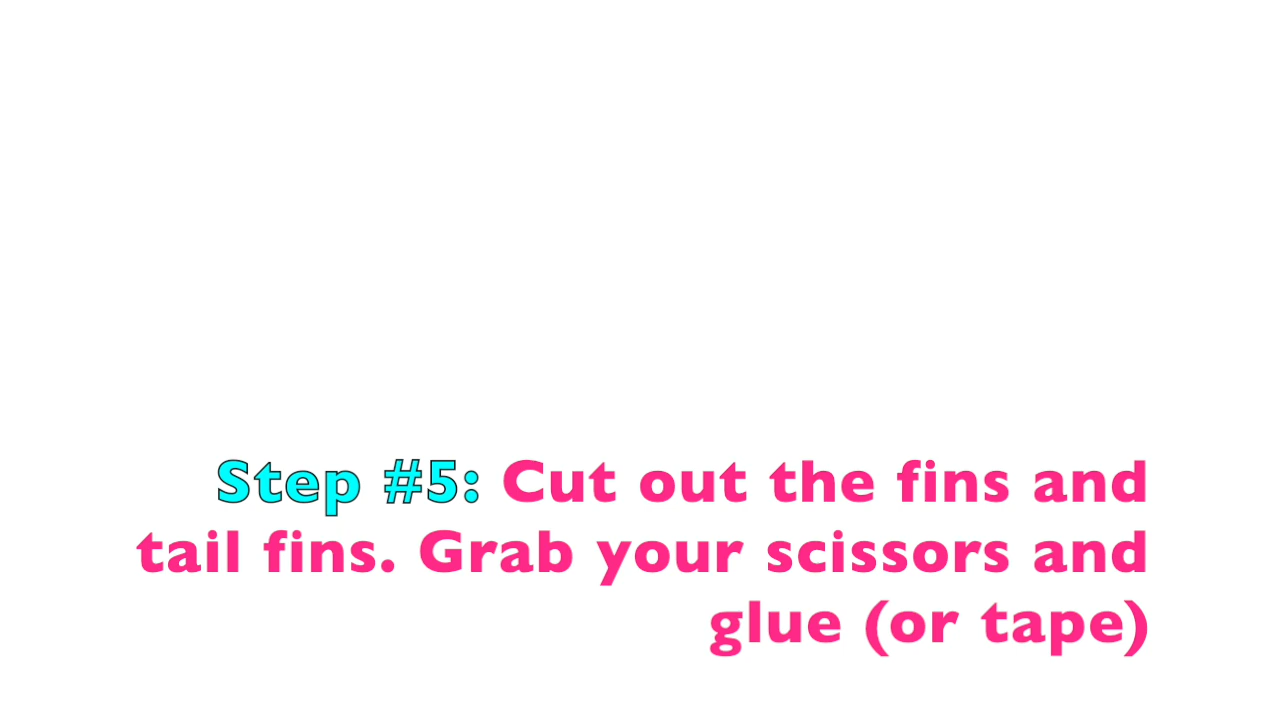 Step #5: Cut out the fins and
tail fins. Grab your scissors and
glue (or tape)